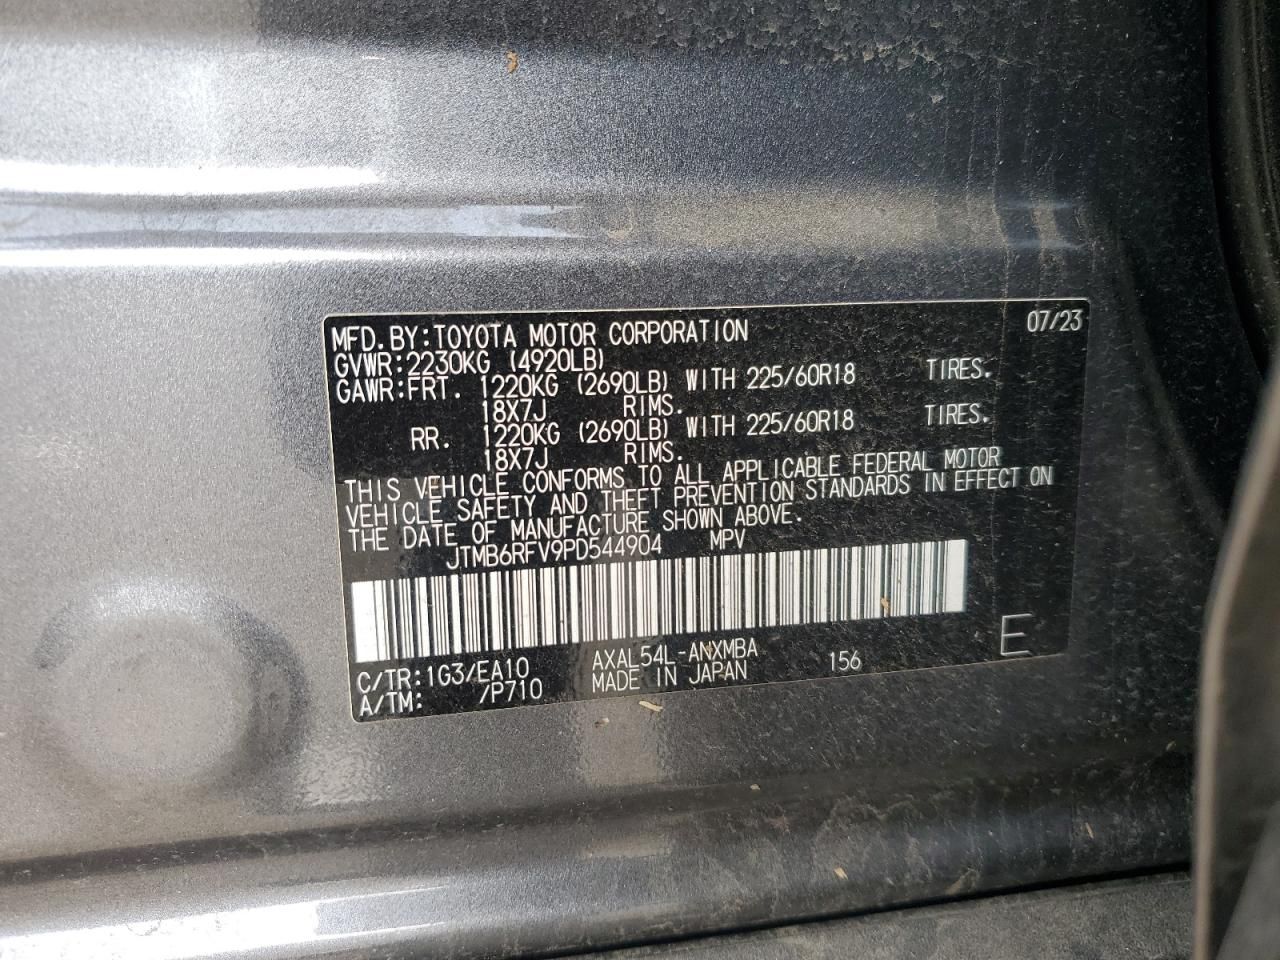 07/23
MFD.BY:TOYOTA MOTOR CORPORATION
GVWR:2230KG (4920LB)
GAWR:FRT. 1220KG (2690LB) WITH 225/60R18 TIRES.
18X7J RIMS.
RR. 1220KG (2690LB) WITH 225/60R18 TIRES.
18X7J RIMS.
THIS VEHICLE CONFORMS TO ALL APPLICABLE FEDERAL MOTOR
VEHICLE SAFETY AND THEFT PREVENTION STANDARDS IN EFFECT ON
THE DATE OF MANUFACTURE SHOWN ABOVE.
JTMB6RFV9PD544904 MPV
C/TR:1G3/EA10 AXAL54L-ANXMBA 156 E
A/TM: /P710 MADE IN JAPAN